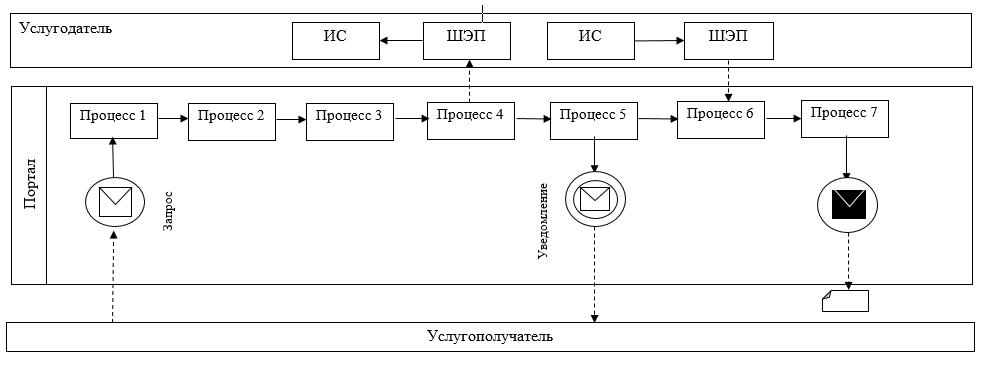 Услугодатель
ИС
ШЭП
ИС
ШЭП
Портал
Процесс 1
Процесс 2
Процесс 3
Процесс 4
Процесс 5
Процесс 6
Процесс 7
Запрос
Уведомление
Услугополучатель